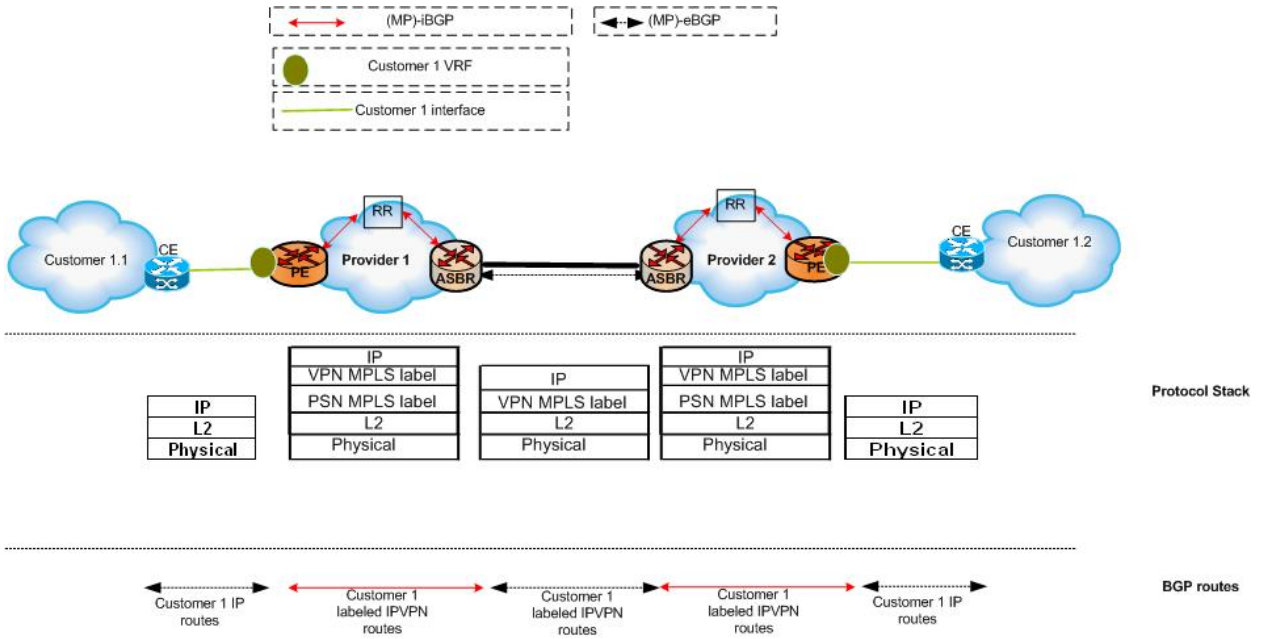 (MP)-iBGP
(MP)-eBGP
Customer 1 VRF
Customer 1 interface
RR
RR
Customer 1.1
CE
PE
Provider 1
ASBR
ASBR
Provider 2
PE
CE
Customer 1.2
IP
L2
Physical
IP
VPN MPLS label
PSN MPLS label
L2
Physical
IP
VPN MPLS label
L2
Physical
IP
VPN MPLS label
PSN MPLS label
L2
Physical
IP
L2
Physical
Protocol Stack
Customer 1 IP
routes
Customer 1
labeled IPVPN
routes
Customer 1
labeled IPVPN
routes
Customer 1
labeled IPVPN
routes
Customer 1 IP
routes
BGP routes